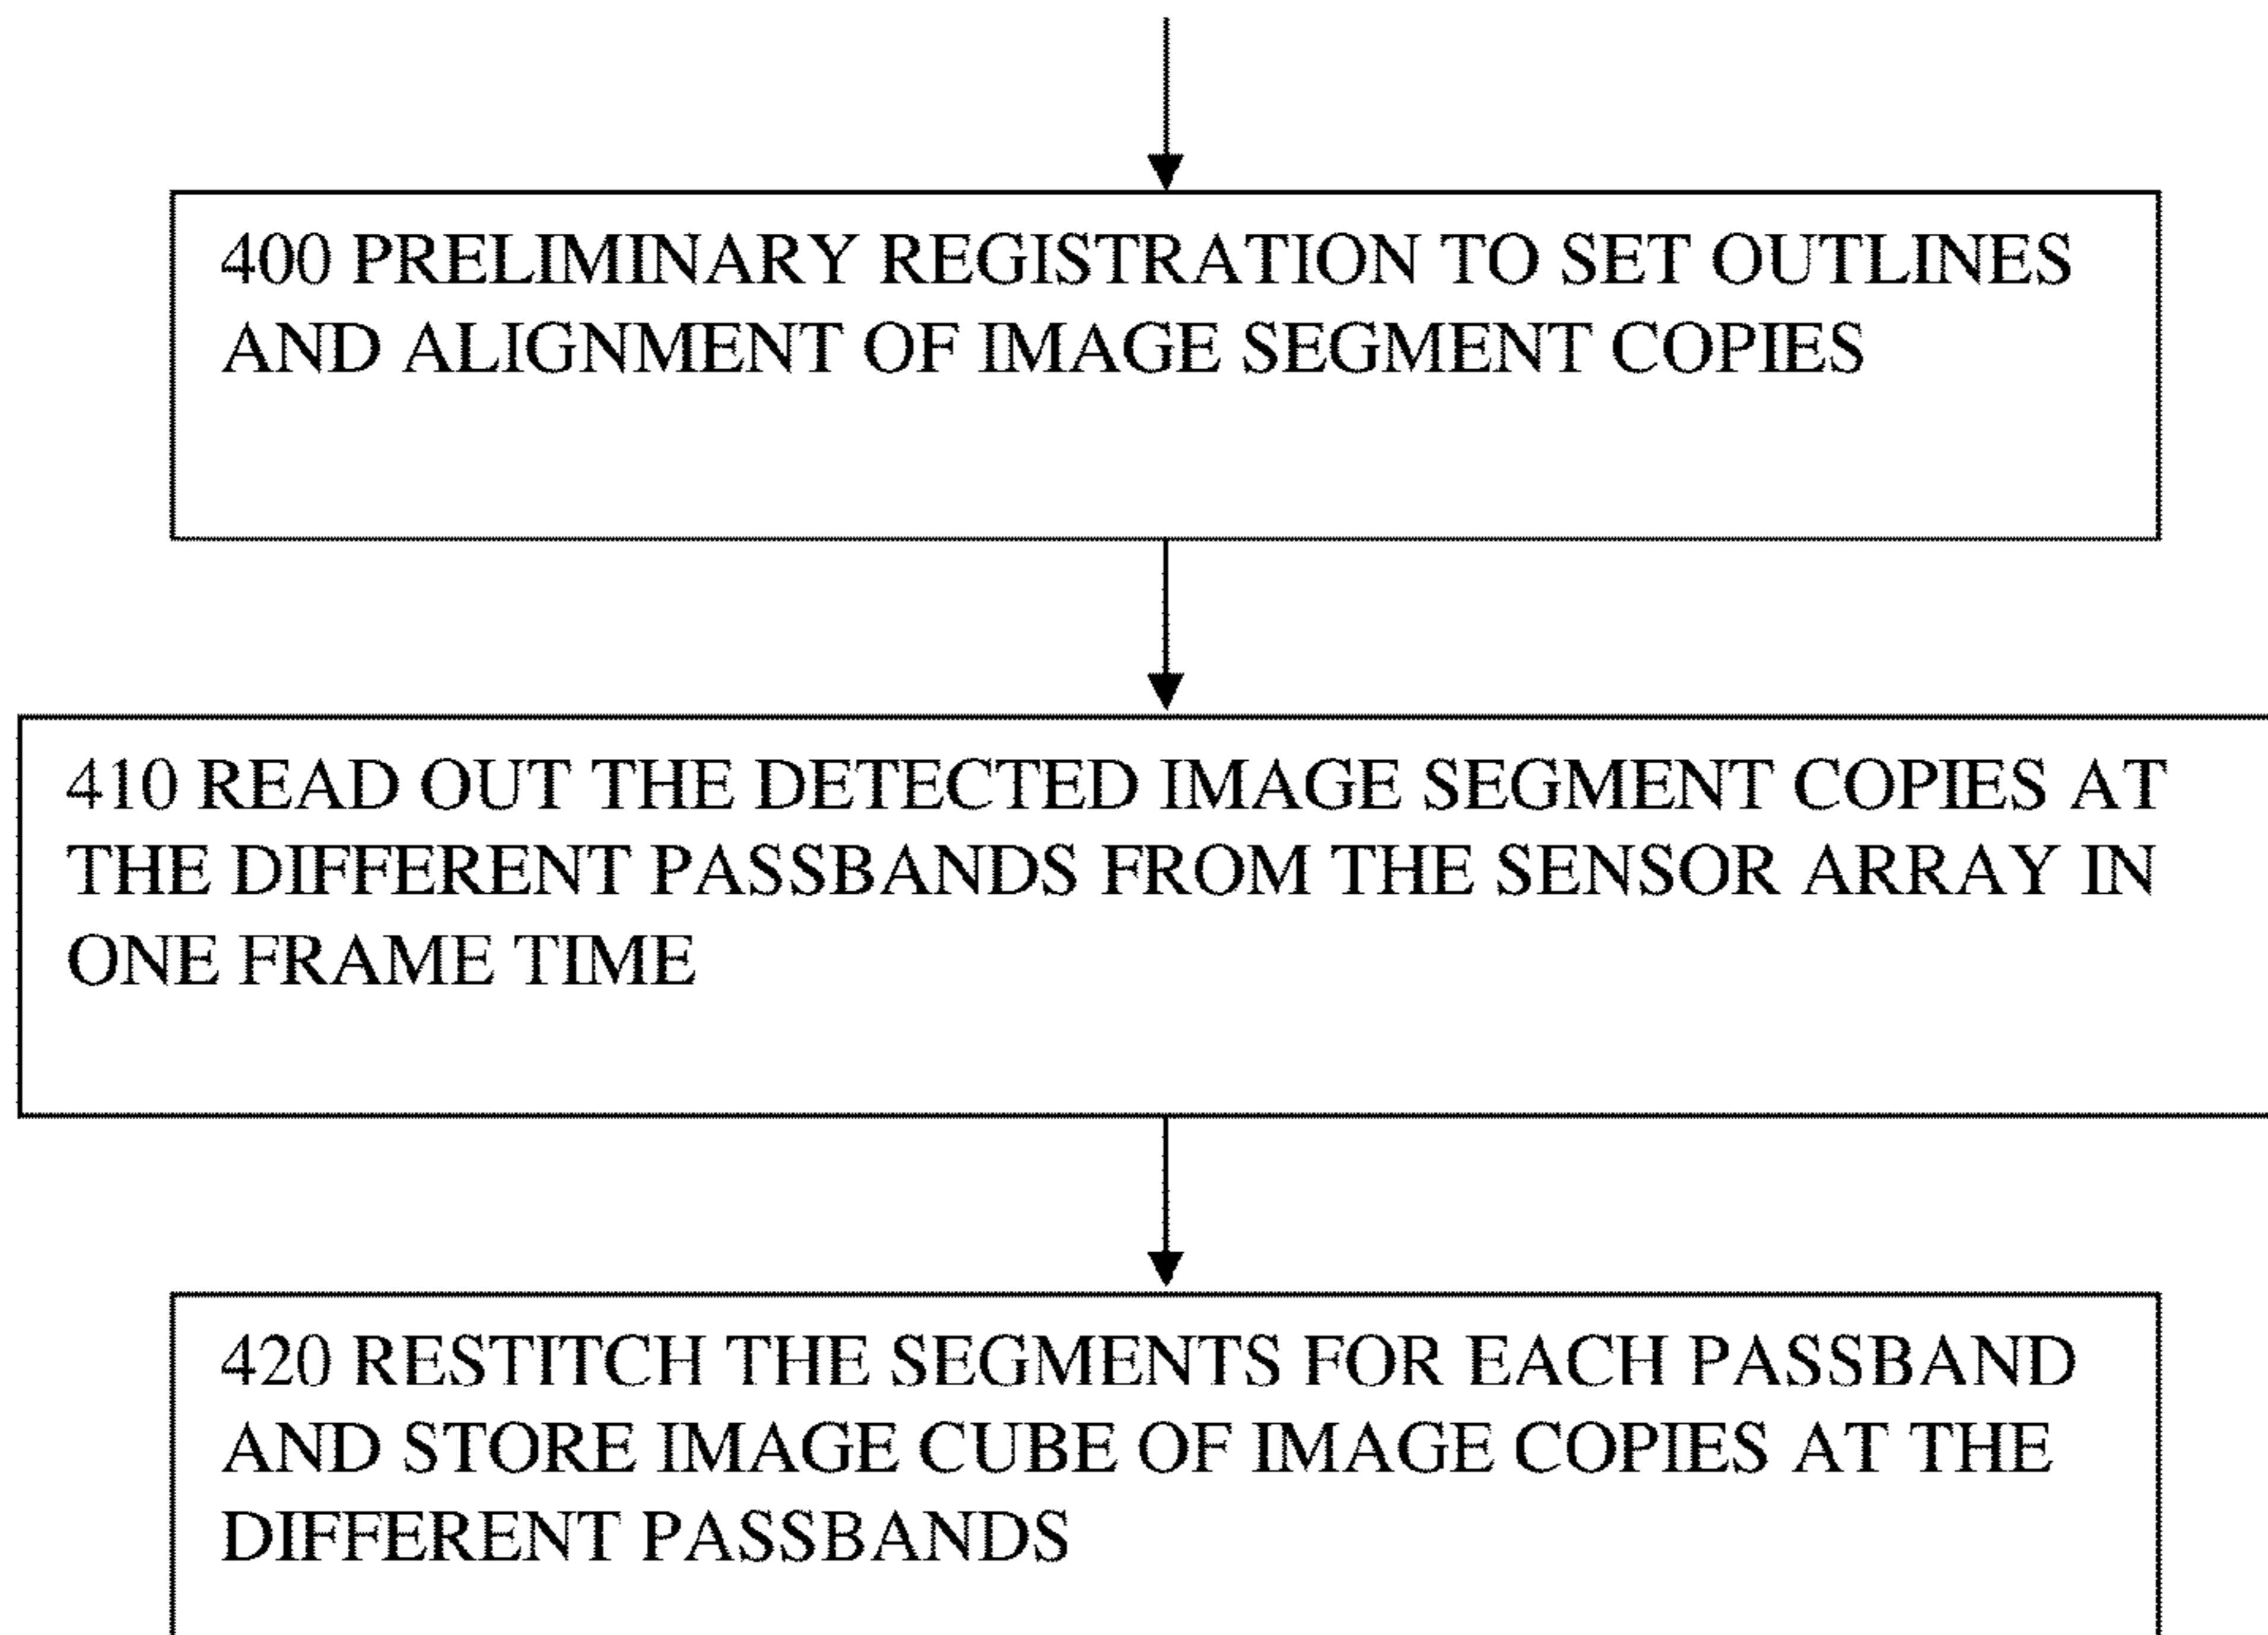 400 PRELIMINARY REGISTRATION TO SET OUTLINES
AND ALIGNMENT OF IMAGE SEGMENT COPIES
410 READ OUT THE DETECTED IMAGE SEGMENT COPIES AT
THE DIFFERENT PASSBANDS FROM THE SENSOR ARRAY IN
ONE FRAME TIME
420 RESTITCH THE SEGMENTS FOR EACH PASSBAND
AND STORE IMAGE CUBE OF IMAGE COPIES AT THE
DIFFERENT PASSBANDS